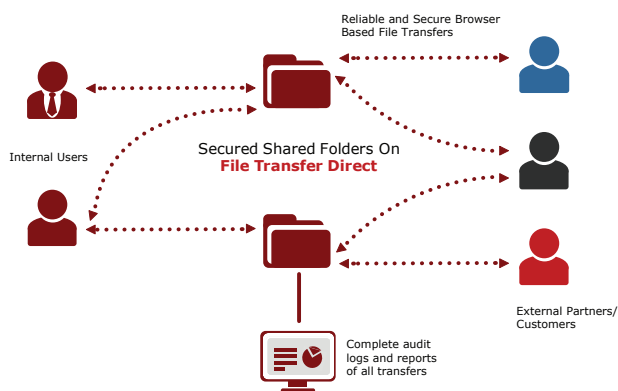 Reliable and Secure Browser
Based File Transfers
Internal Users
Secured Shared Folders On
File Transfer Direct
External Partners/
Customers
Complete audit
logs and reports
of all transfers